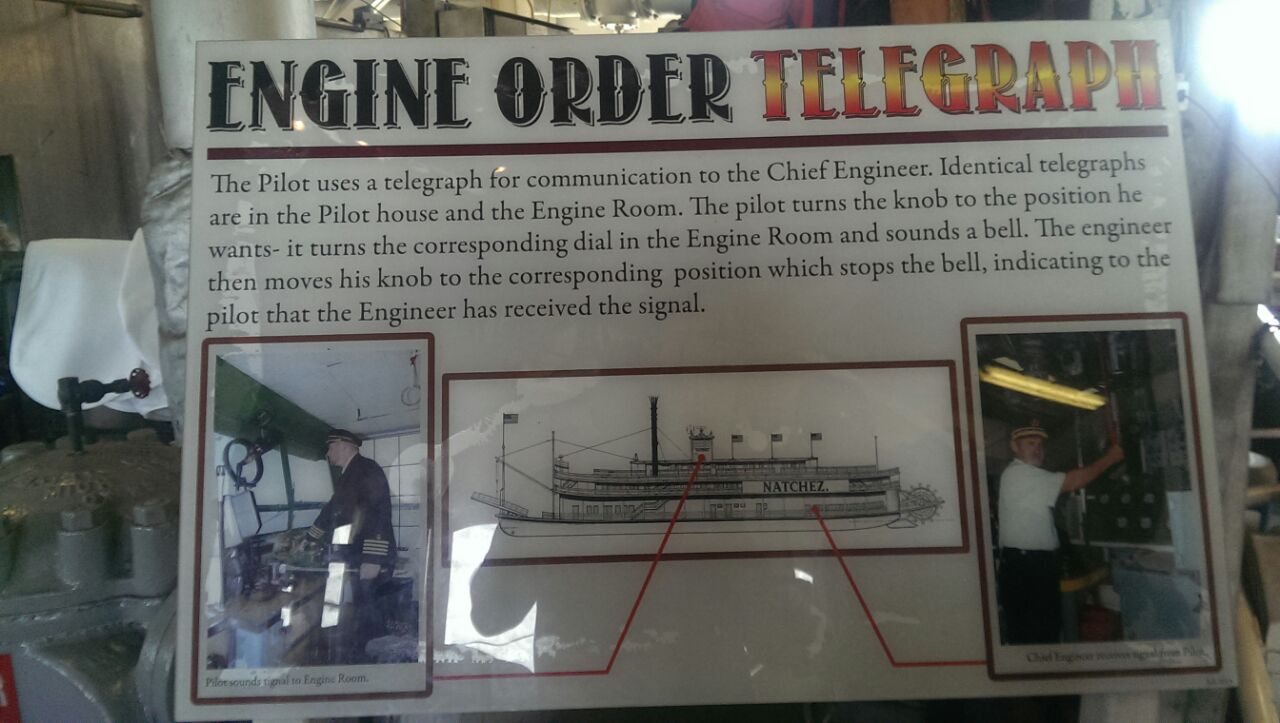 ENGINE ORDER TELEGRAPH
The Pilot uses a telegraph for communication to the Chief Engineer. Identical telegraphs
are in the Pilot house and the Engine Room. The pilot turns the knob to the position he
wants- it turns the corresponding dial in the Engine Room and sounds a bell. The engineer
then moves his knob to the corresponding position which stops the bell, indicating to the
pilot that the Engineer has received the signal.
NATCHEZ.
Pilot sounds signal to Engine Room.
Chief Engineer receives signal from Pilot.